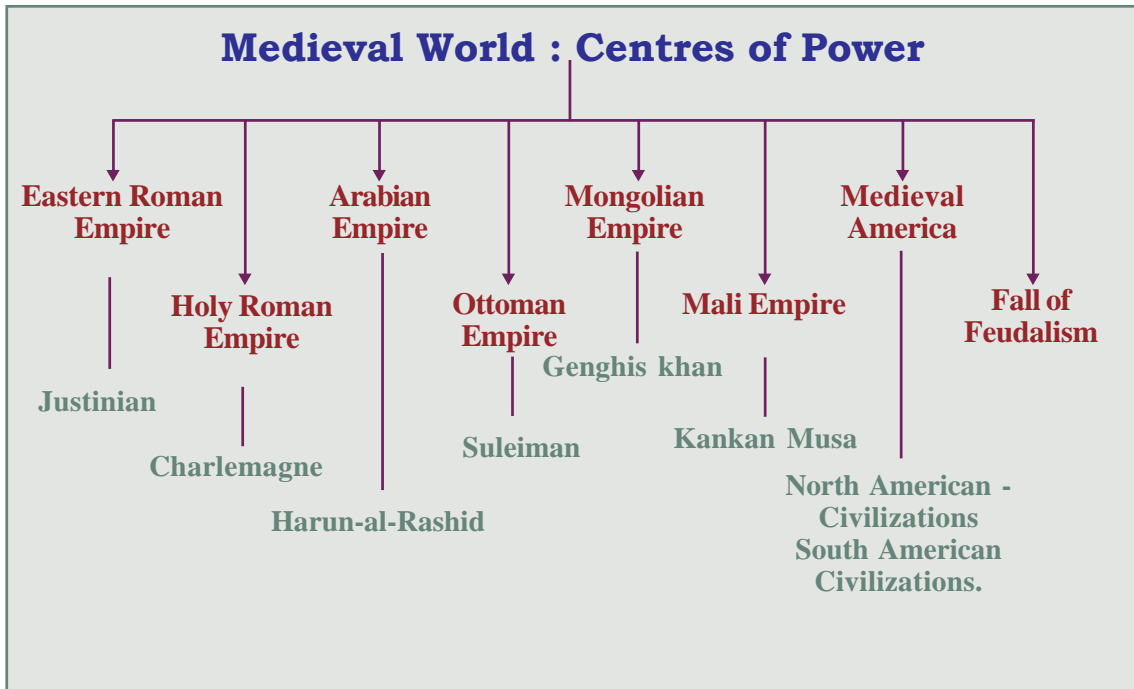 Medieval World : Centres of Power
Eastern Roman
Empire
Justinian
Holy Roman
Empire
Charlemagne
Arabian
Empire
Harun-al-Rashid
Ottoman
Empire
Suleiman
Mongolian
Empire
Genghis khan
Mali Empire
Kankan Musa
Medieval
America
North American -
Civilizations
South American
Civilizations.
Fall of
Feudalism